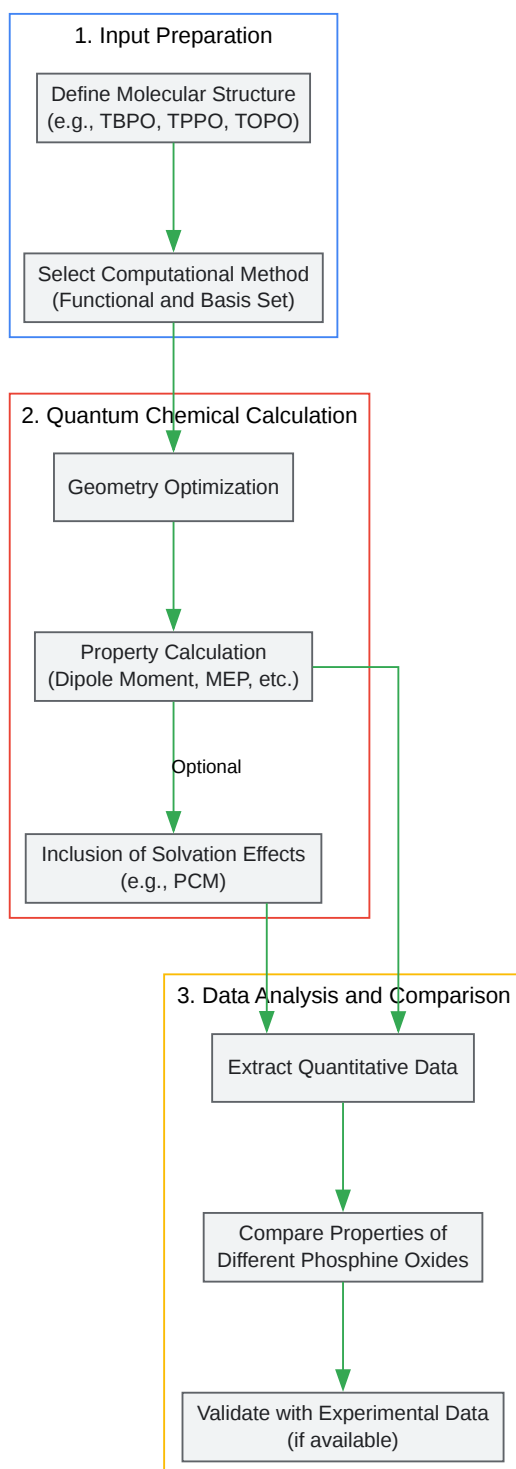 1. Input Preparation
Define Molecular Structure
(e.g., TBPO, TPPO, TOPO)
Select Computational Method
(Functional and Basis Set)
2. Quantum Chemical Calculation
Geometry Optimization
Property Calculation
(Dipole Moment, MEP, etc.)
Optional
Inclusion of Solvation Effects
(e.g., PCM)
3. Data Analysis and Comparison
Extract Quantitative Data
Compare Properties of
Different Phosphine Oxides
Validate with Experimental Data
(if available)